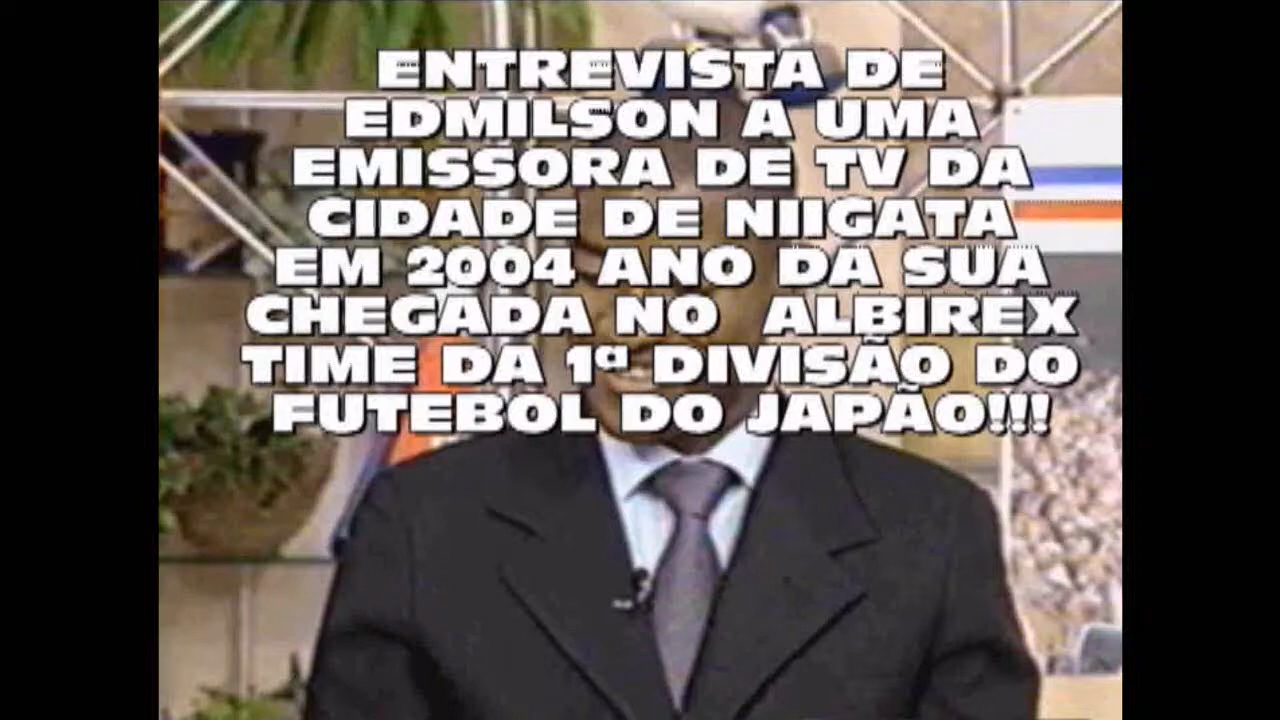 ENTREVISTA DE
EDMILSON A UMA
EMISSORA DE TV DA
CIDADE DE NIIGATA
EM 2004 ANO DA SUA
CHEGADA NO ALBIREX
TIME DA 1ª DIVISÃO DO
FUTEBOL DO JAPÃO!!!